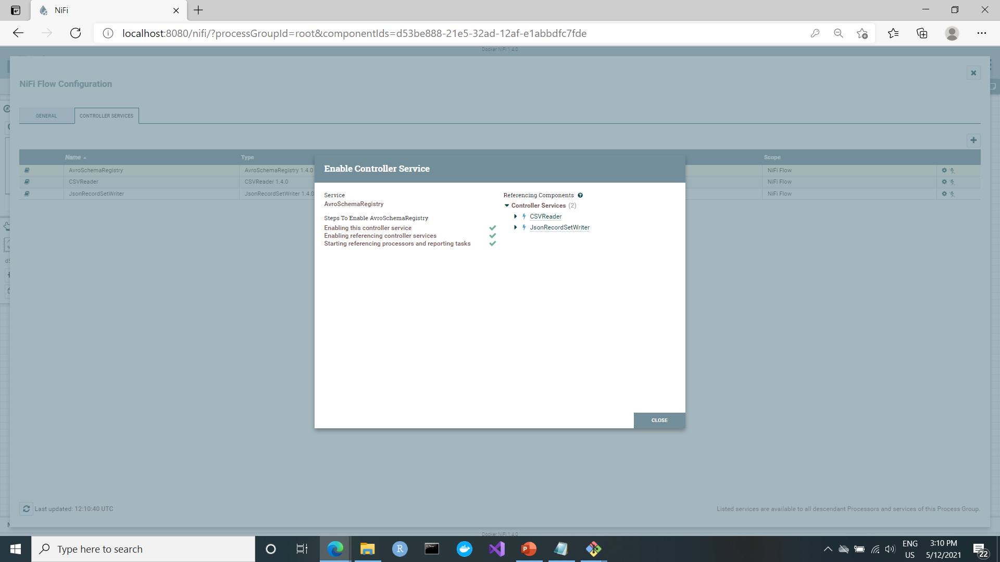 NiFi
localhost:8080/nifi/?processGroupId=root&componentIds=d53be888-21e5-32ad-12af-e1abbdfc7fde
Docker NiFi 1.4.0
NiFi Flow Configuration
GENERAL
CONTROLLER SERVICES
Name
Type
Scope
AvroSchemaRegistry
AvroSchemaRegistry 1.4.0
NiFi Flow
CSVReader
CSVReader 1.4.0
NiFi Flow
JsonRecordSetWriter
JsonRecordSetWriter 1.4.0
NiFi Flow
Enable Controller Service
Service
AvroSchemaRegistry
Steps To Enable AvroSchemaRegistry
Enabling this controller service
Enabling referencing controller services
Starting referencing processors and reporting tasks
Referencing Components
Controller Services (2)
CSVReader
JsonRecordSetWriter
CLOSE
Last updated: 12:10:40 UTC
Listed services are available to all descendant Processors and services of this Process Group.
Docker NiFi 1.4.0
Type here to search
ENG
US
3:10 PM
5/12/2021
22